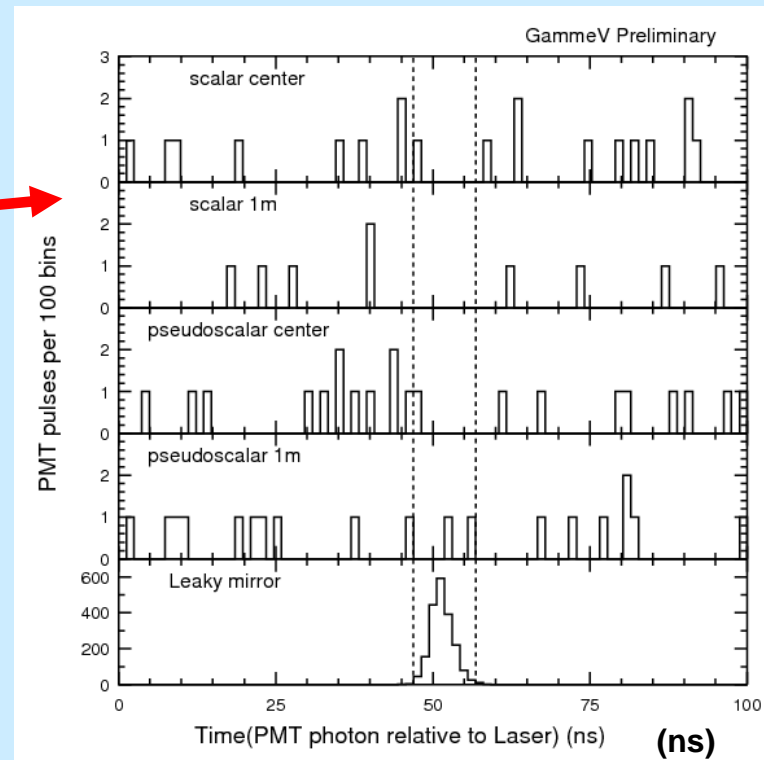 GammeV Preliminary
PMT pulses per 100 bins
3
2
1
0
scalar center
2
1
0
scalar 1m
2
1
0
pseudoscalar center
2
1
0
pseudoscalar 1m
600
400
200
0
Leaky mirror
0 25 50 75 100
Time(PMT photon relative to Laser) (ns) (ns)